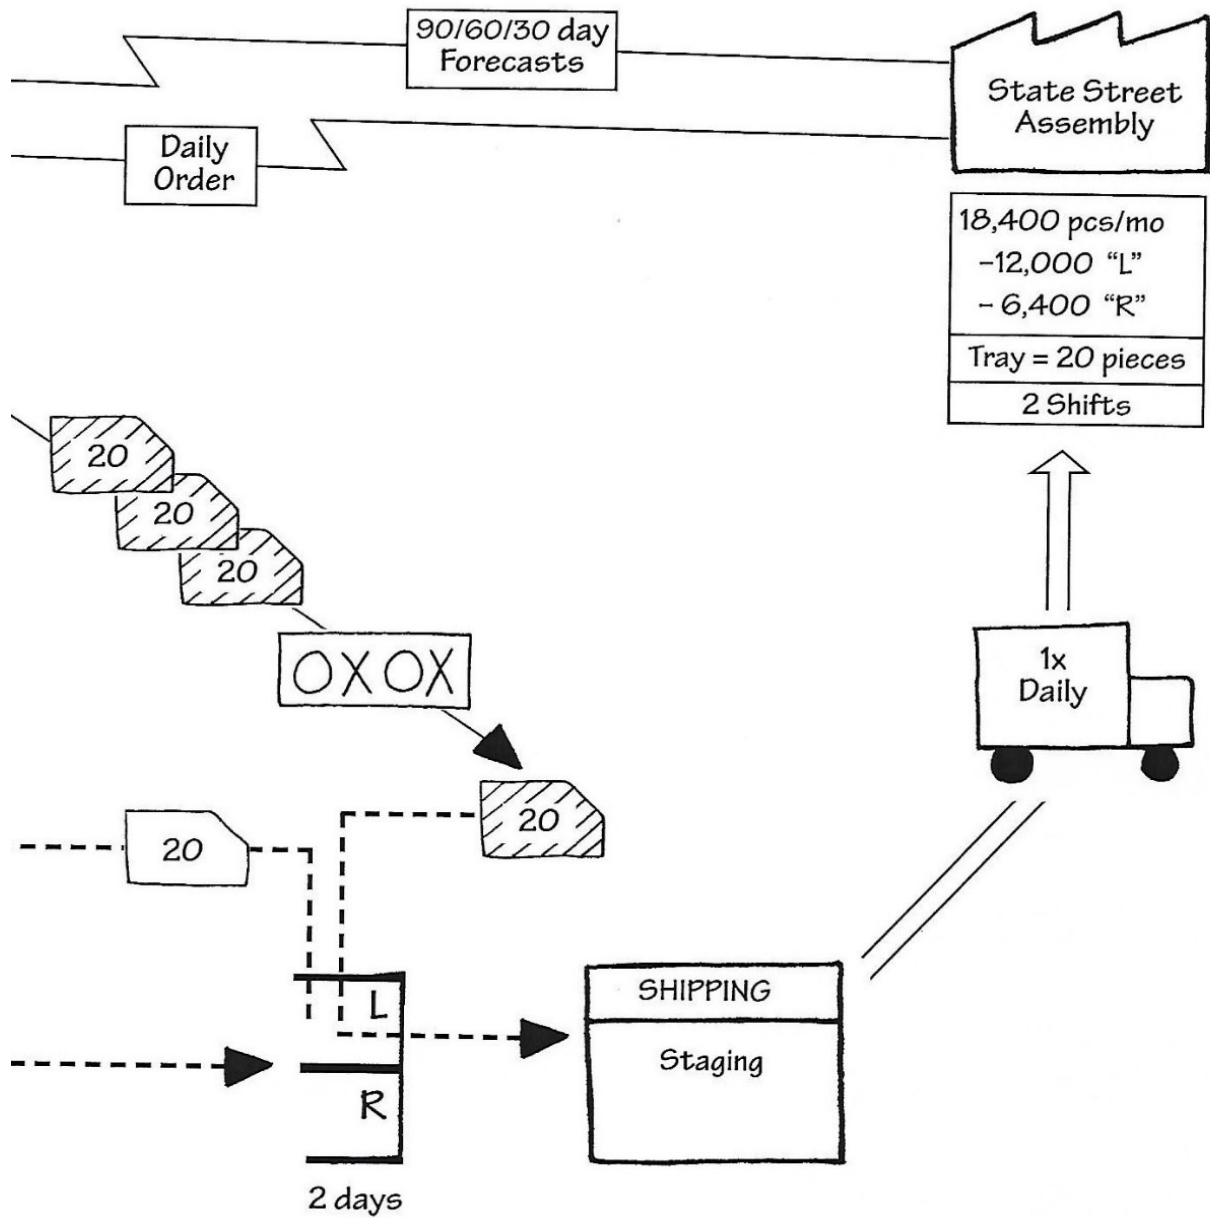 90/60/30 day
Forecasts
State Street
Assembly
Daily
Order
18,400 pcs/mo
-12,000 "L"
- 6,400 "R"
Tray = 20 pieces
2 Shifts
20
20
20
OXOX
1x
Daily
20
20
L
R
SHIPPING
Staging
2 days